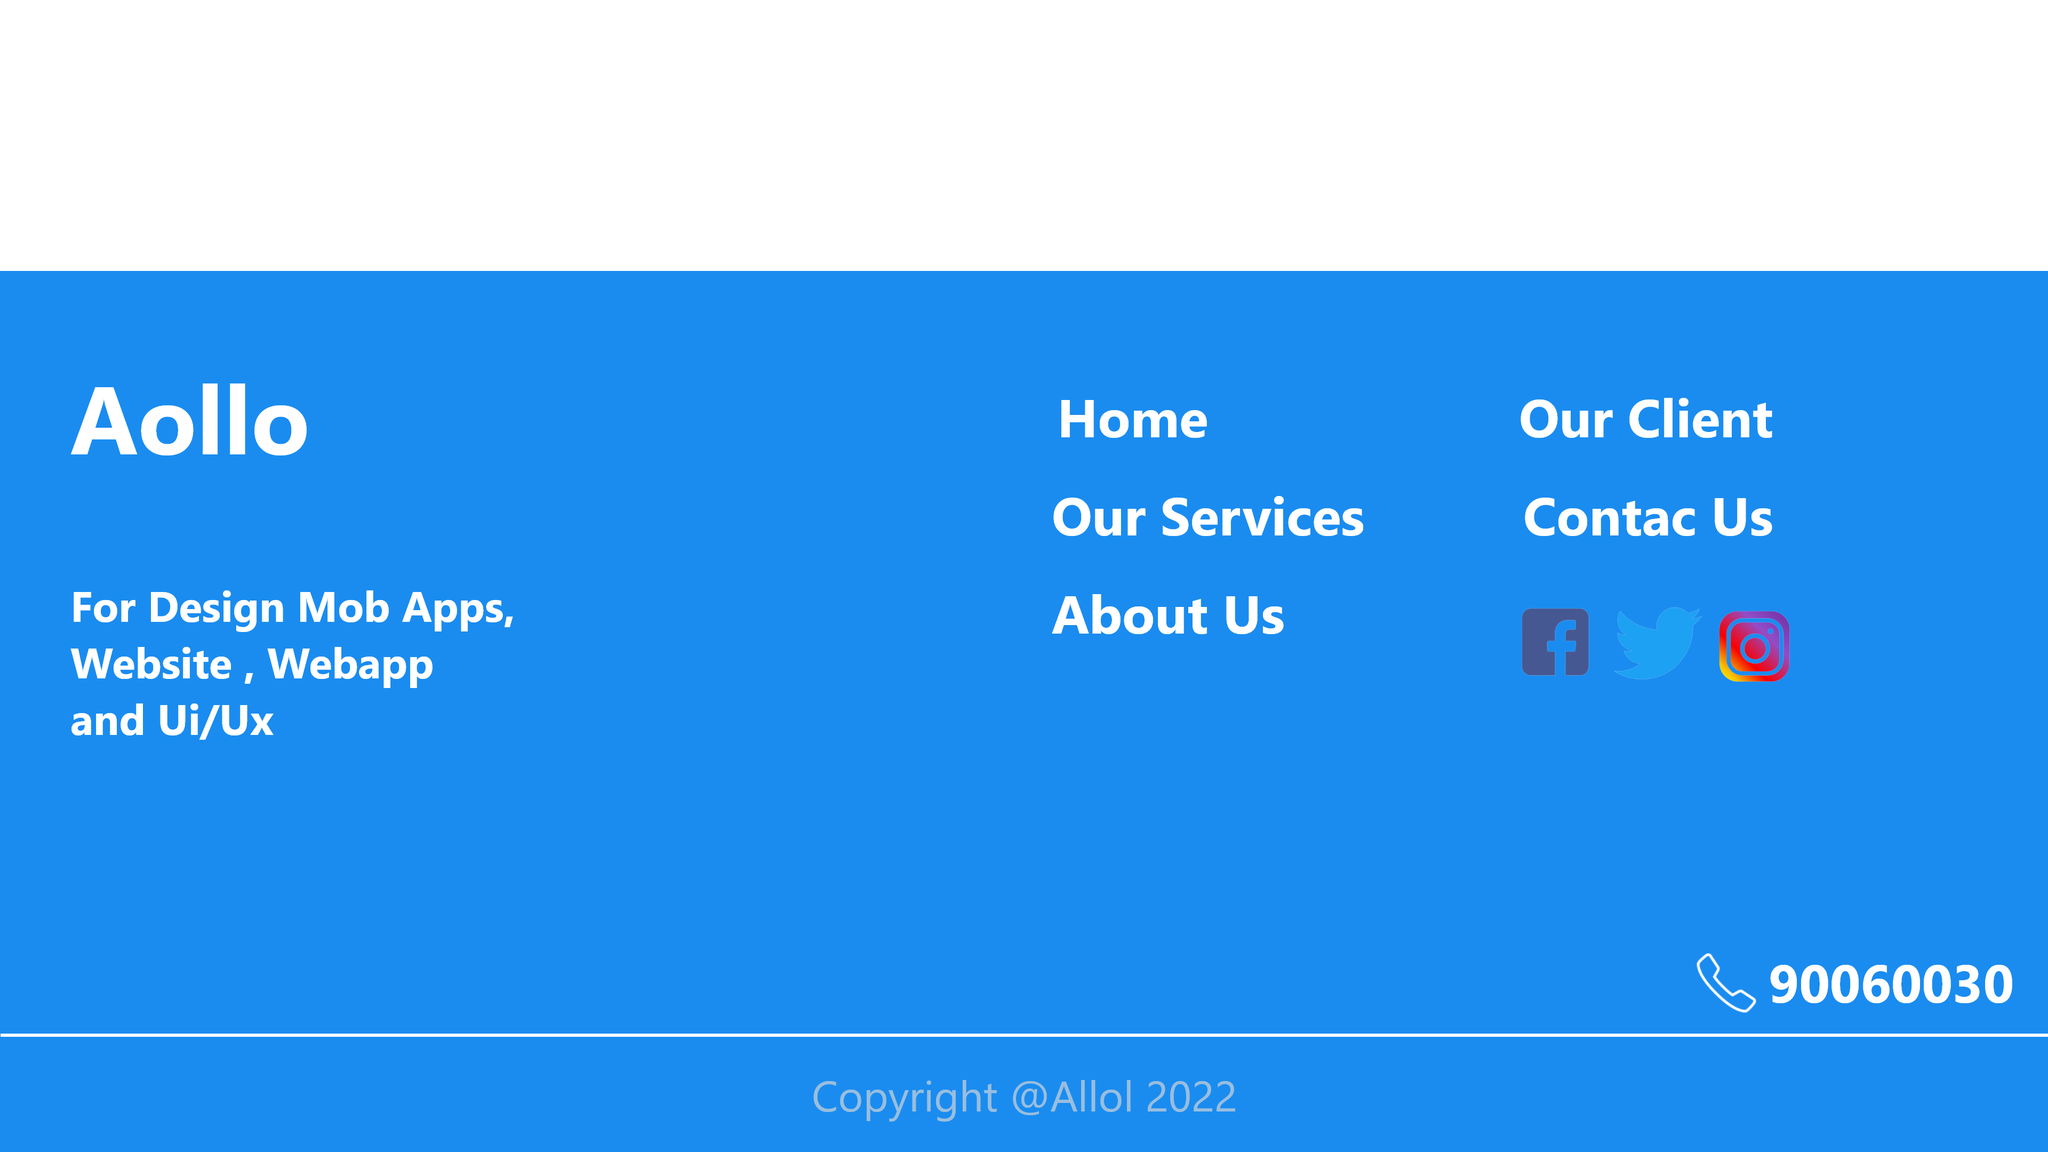 Aollo
For Design Mob Apps,
Website , Webapp
and Ui/Ux
Home
Our Services
About Us
Our Client
Contac Us
90060030
Copyright @Allol 2022